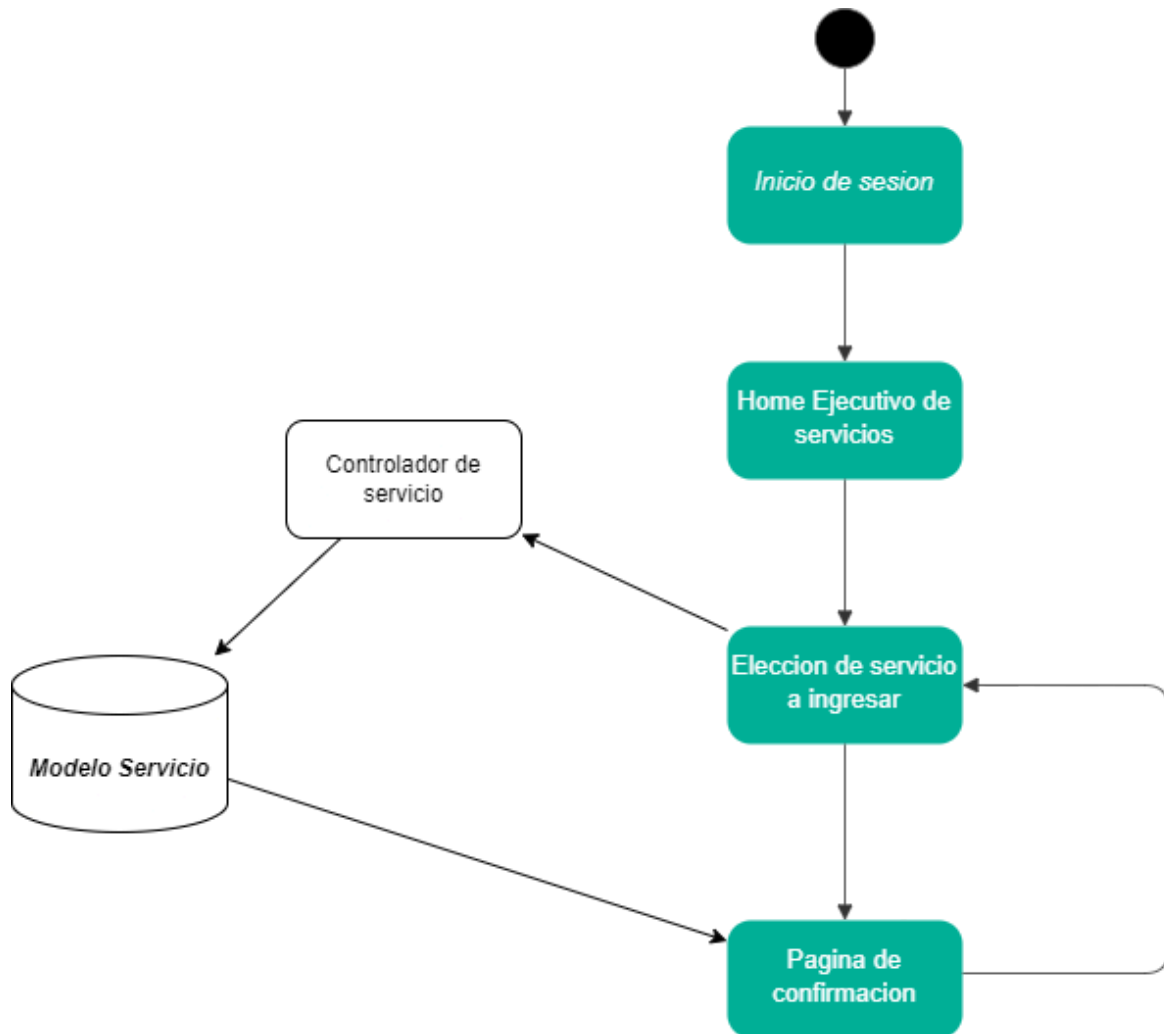 Inicio de sesion
Home Ejecutivo de
servicios
Controlador de
servicio
Eleccion de servicio
a ingresar
Modelo Servicio
Pagina de
confirmacion